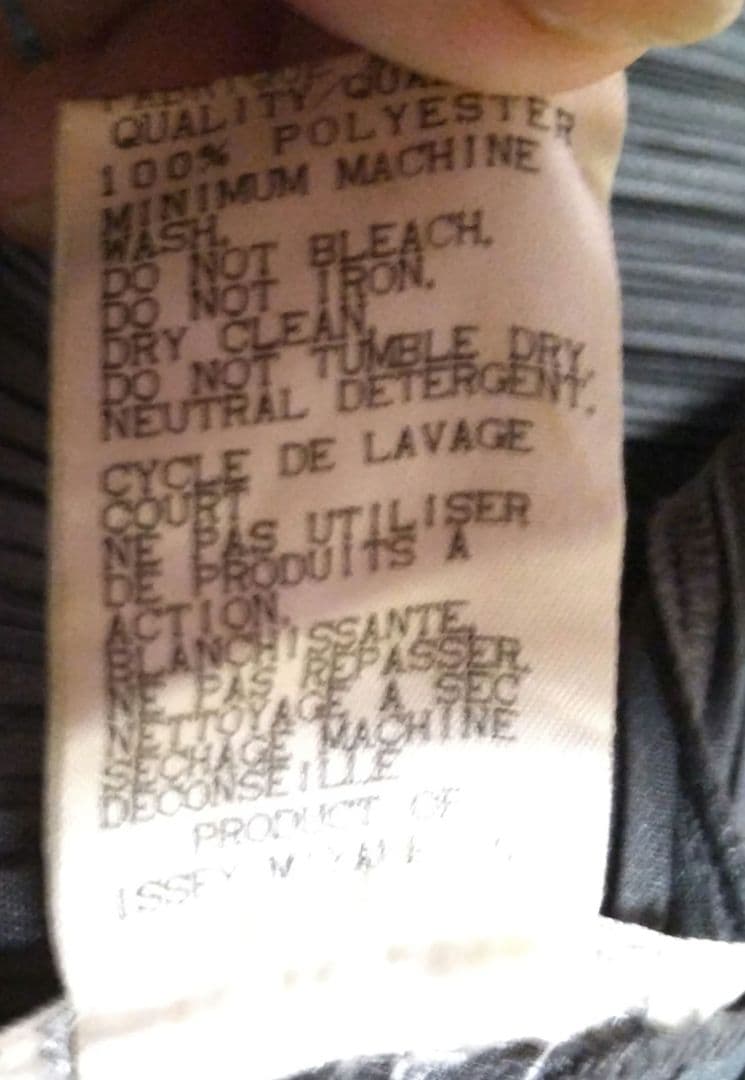 QUALITY
QUALITY
100% POLYESTER
MINIMUM MACHINE
WASH.
DO NOT BLEACH.
DO NOT IRON.
DRY CLEAN.
DO NOT TUMBLE DRY.
NEUTRAL DETERGENT.
CYCLE DE LAVAGE
COURT
NE PAS UTILISER
DE PRODUITS A
ACTION.
BLANCHISSANTE.
NE PAS REPASSER.
NETTOYAGE A SEC
SECHAGE MACHINE
DECONSEILLE
PRODUCT OF
ISSEY